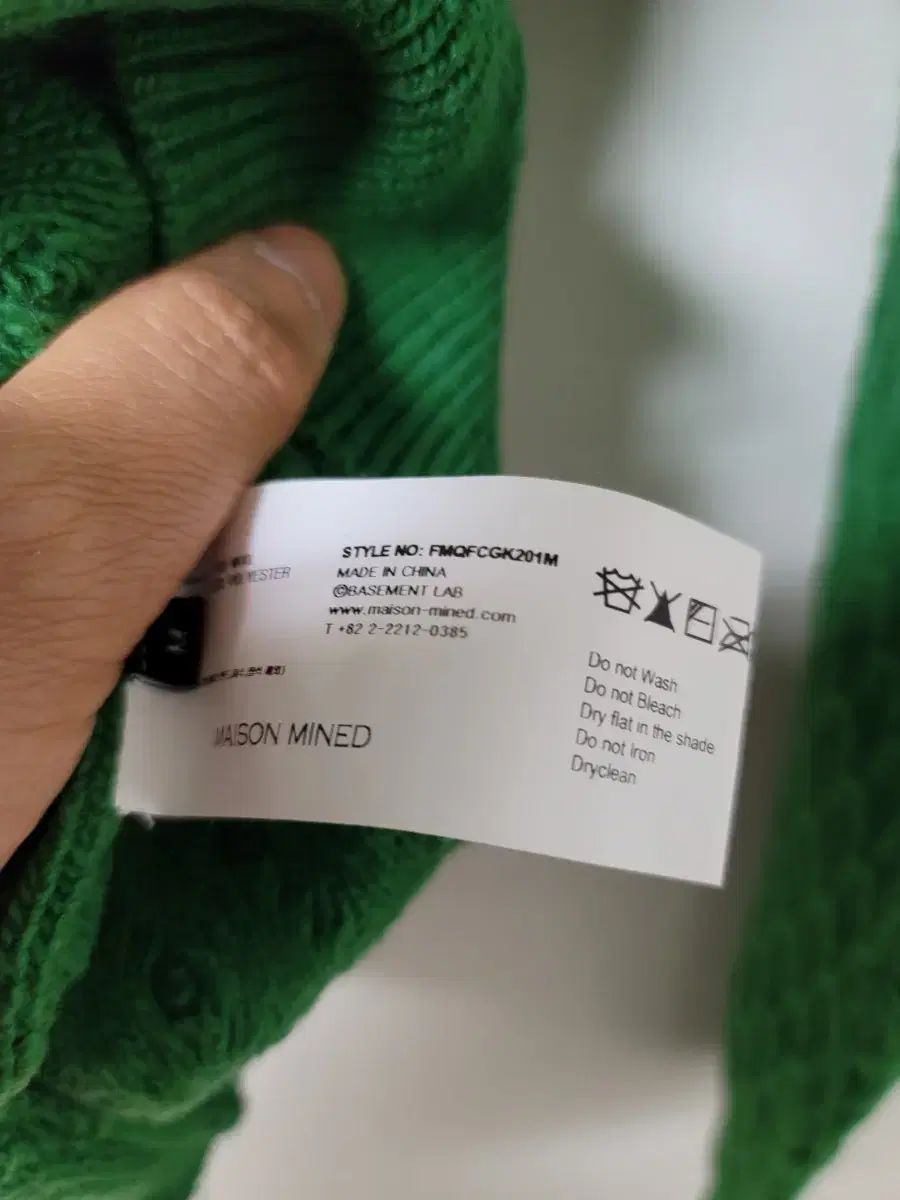 POLYESTER
STYLE NO: FMQFCGK201M
MADE IN CHINA
©BASEMENT LAB
www.maison-mined.com
T +82 2-2212-0385
MAISON MINED
Do not Wash
Do not Bleach
Dry flat in the shade
Do not Iron
Dryclean